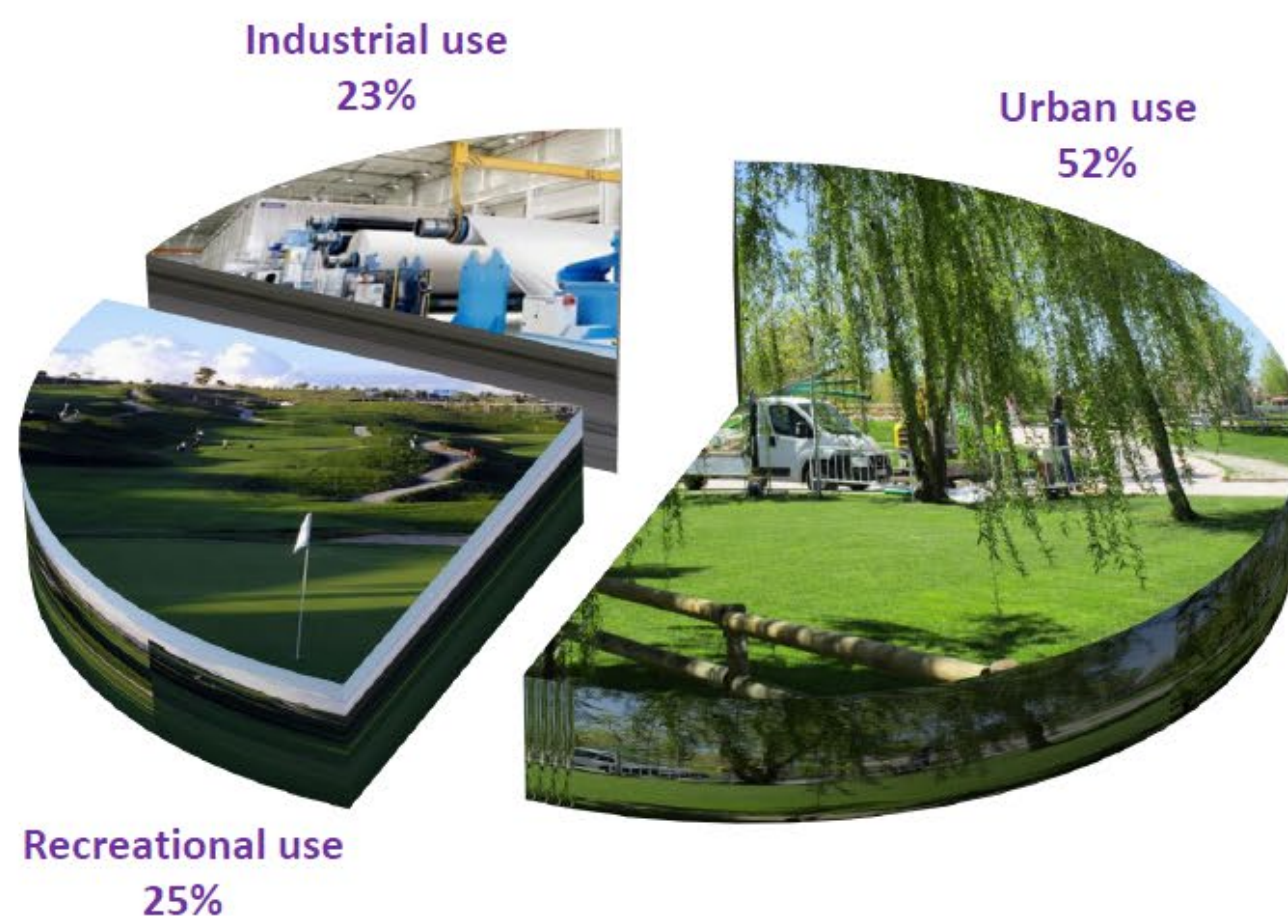 Industrial use
23%
Urban use
52%
Recreational use
25%